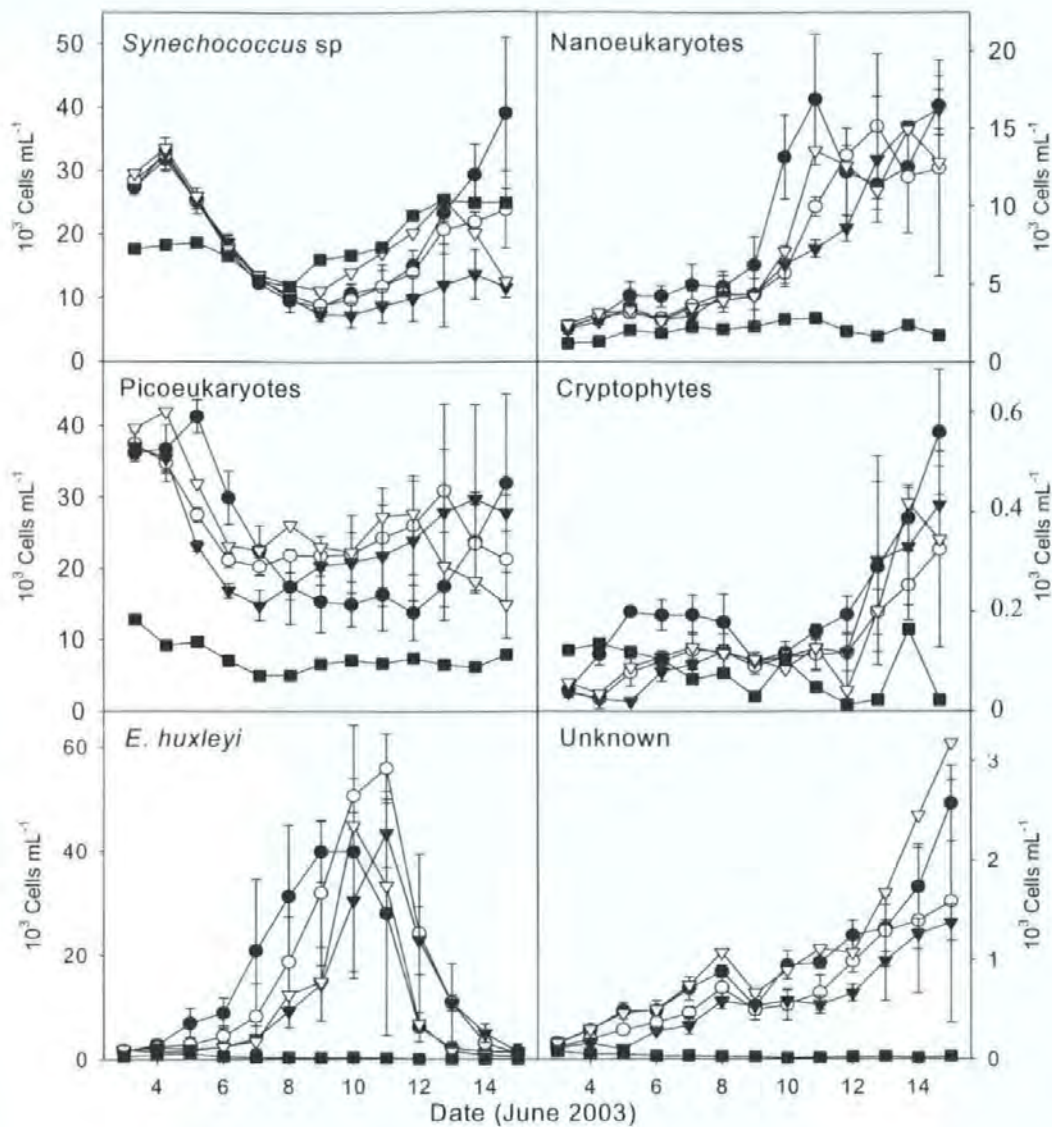 Synechococcus sp
50
40
30
20
10
0
10³ Cells mL⁻¹
Nanoeukaryotes
20
15
10
5
0
10³ Cells mL⁻¹
Picoeukaryotes
40
30
20
10
0
10³ Cells mL⁻¹
Cryptophytes
0.6
0.4
0.2
0
10³ Cells mL⁻¹
E. huxleyi
60
40
20
0
10³ Cells mL⁻¹
Unknown
3
2
1
0
10³ Cells mL⁻¹
4 6 8 10 12 14 4 6 8 10 12 14
Date (June 2003)